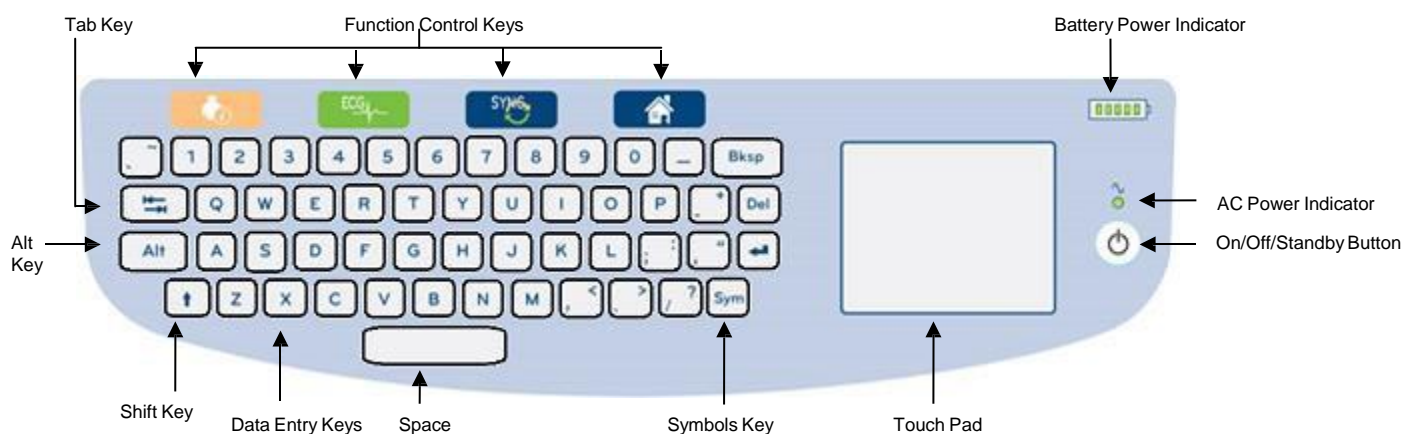 Tab Key Function Control Keys Battery Power Indicator
ECG SYNC
~ 1 2 3 4 5 6 7 8 9 0 _ Bksp
Q W E R T Y U I O P + Del
AC Power Indicator
Alt
Key
Alt A S D F G H J K L ; : , "
On/Off/Standby Button
Z X C V B N M , < . > / ? Sym
Shift Key Data Entry Keys Space Symbols Key Touch Pad